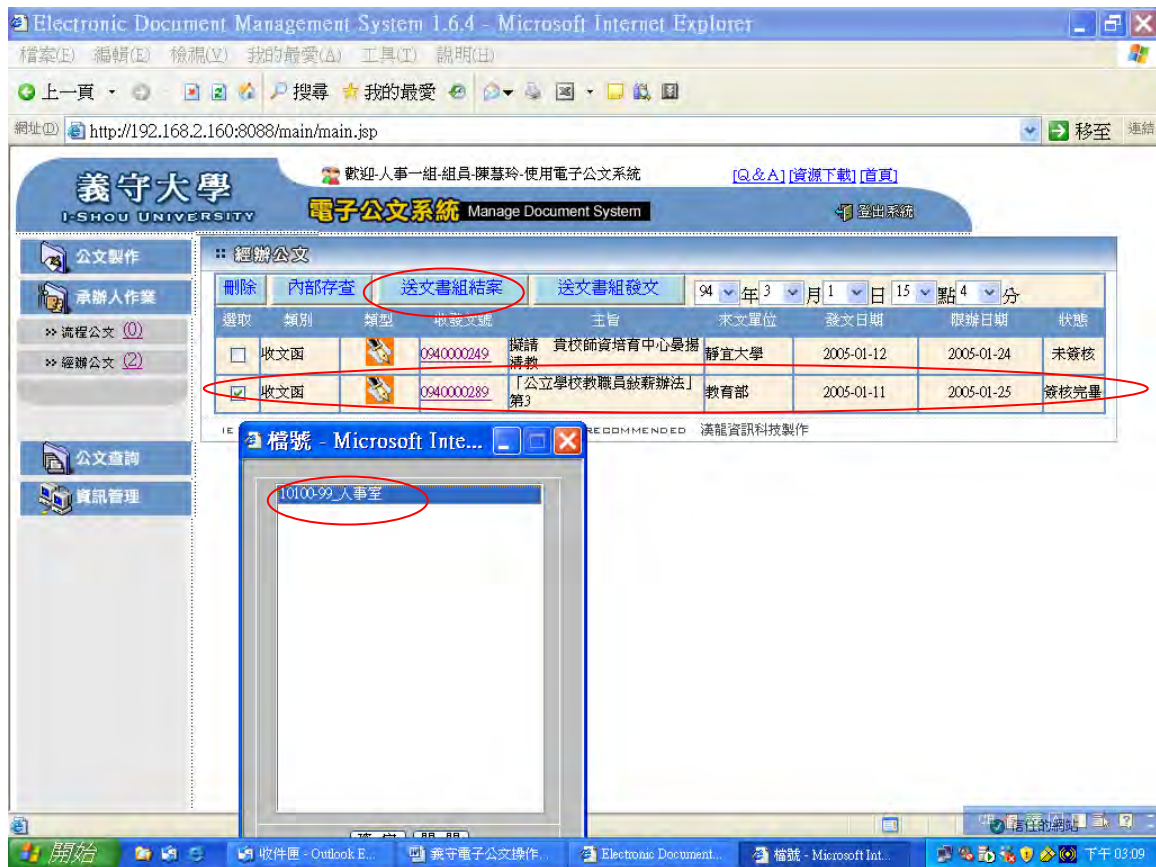 Electronic Document Management System 1.6.4 - Microsoft Internet Explorer
檔案(E) 編輯(E) 檢視(V) 我的最愛(A) 工具(T) 說明(H)
上一頁 搜尋 我的最愛
網址(D) http://192.168.2.160:8088/main/main.jsp 移至 連結
義守大學
I-SHOU UNIVERSITY
歡迎-人事一組-組員-陳慧玲-使用電子公文系統 [Q&A] [資源下載] [首頁]
電子公文系統 Manage Document System 登出系統
公文製作
承辦人作業
>> 流程公文 (0)
>> 經辦公文 (2)
公文查詢
資訊管理
:: 經辦公文
刪除 內部存查 送文書組結案 送文書組發文 94 年 3 月 1 日 15 點 4 分
選取 類別 類型 收發文號 主旨 來文單位 發文日期 限辦日期 狀態
收文函 0940000249 擬請 貴校師資培育中心晏揚清教 靜宜大學 2005-01-12 2005-01-24 未簽核
收文函 0940000289 「公立學校教職員敍薪辦法」第3 教育部 2005-01-11 2005-01-25 簽核完畢
IE RECOMMENDED 漢龍資訊科技製作
檔號 - Microsoft Inte...
10100-99_人事室
信任的網站
開始 收件匣 - Outlook E... 義守電子公文操作... Electronic Document... 檔號 - Microsoft Int... 下午 03:09